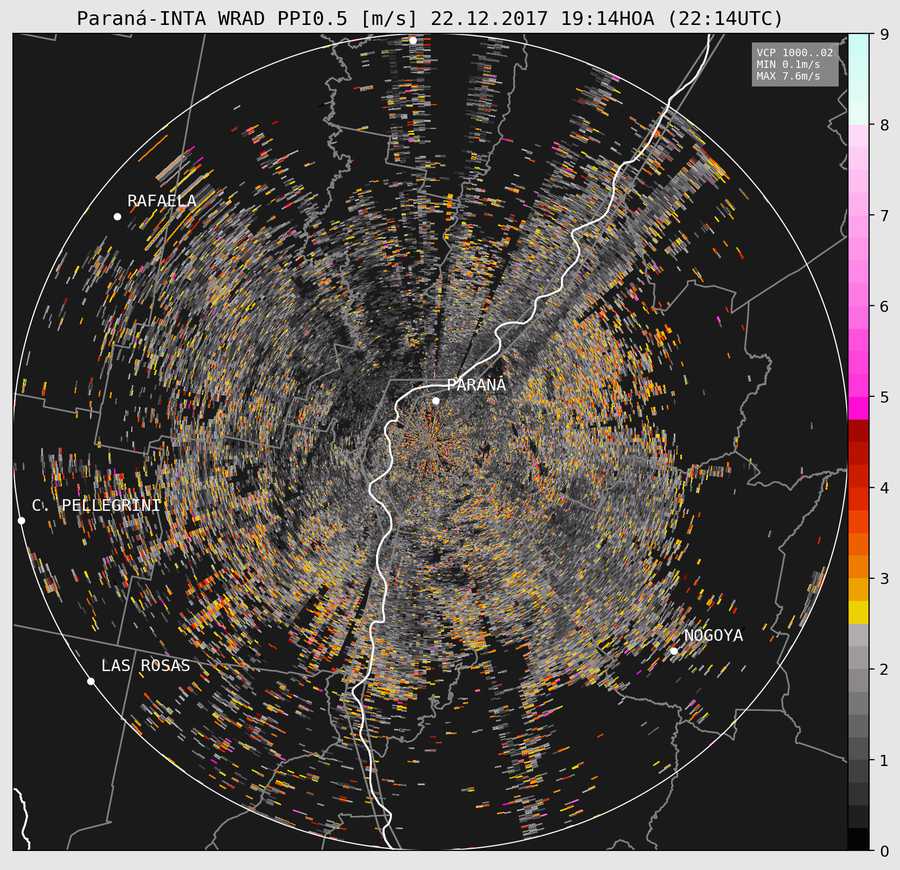 Paraná-INTA WRAD PPI0.5 [m/s] 22.12.2017 19:14HOA (22:14UTC)
VCP 1000..02
MIN 0.1m/s
MAX 7.6m/s
RAFAELA
PARANÁ
C. PELLEGRINI
NOGOYA
LAS ROSAS
9
8
7
6
5
4
3
2
1
0